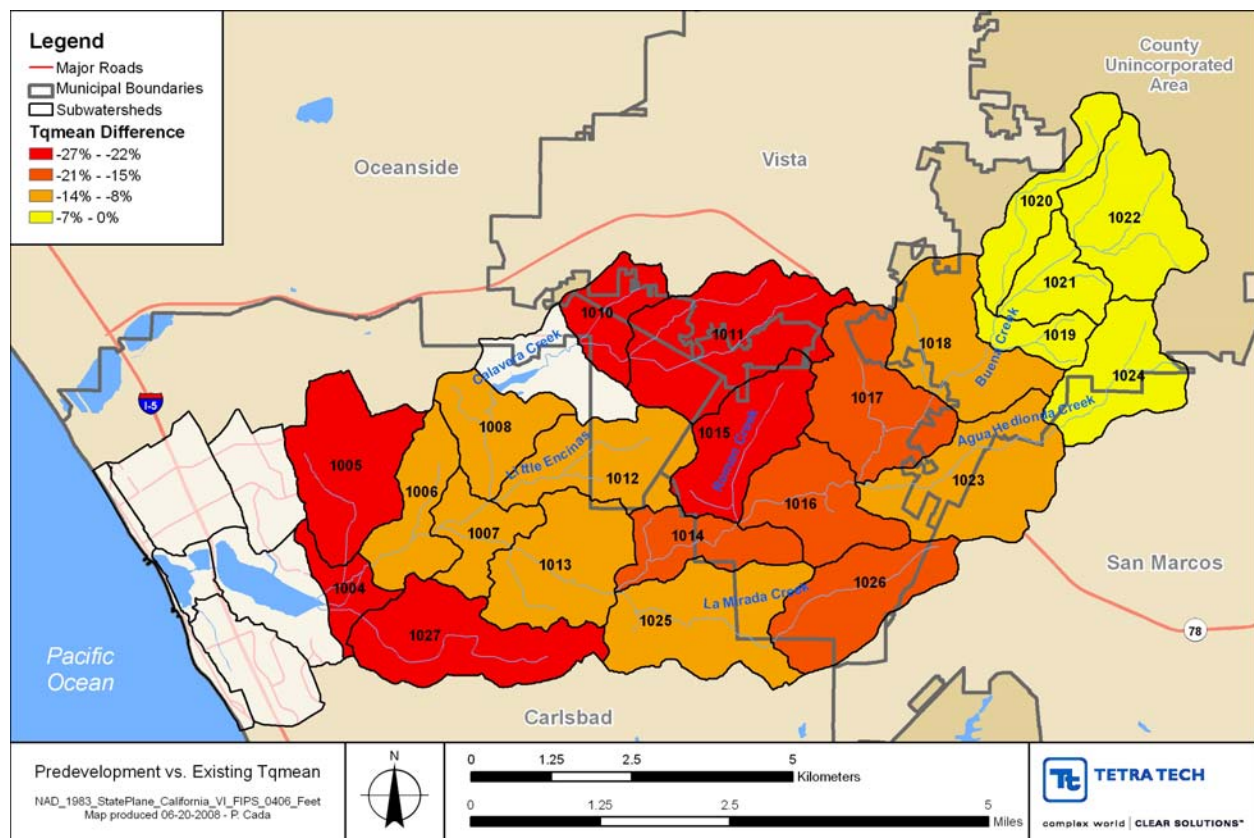 Legend
Major Roads
Municipal Boundaries
Subwatersheds
Tqmean Difference
-27% - -22%
-21% - -15%
-14% - -8%
-7% - 0%
County
Unincorporated
Area
Oceanside
Vista
1020
1022
1021
1019
1024
1018
Buena Creek
1010
1011
Calavera Creek
1017
I-5
1008
1015
Agua Hedionda Creek
1005
Little Encinas
1012
1023
1006
1016
1007
1014
1013
1004
1026
San Marcos
La Mirada Creek
1025
1027
78
Pacific
Ocean
Carlsbad
Predevelopment vs. Existing Tqmean
NAD_1983_StatePlane_California_VI_FIPS_0406_Feet
Map produced 06-20-2008 - P. Cada
N
0 1.25 2.5 5
Kilometers
0 1.25 2.5 5
Miles
Tt
TETRA TECH
complex world | CLEAR SOLUTIONS™